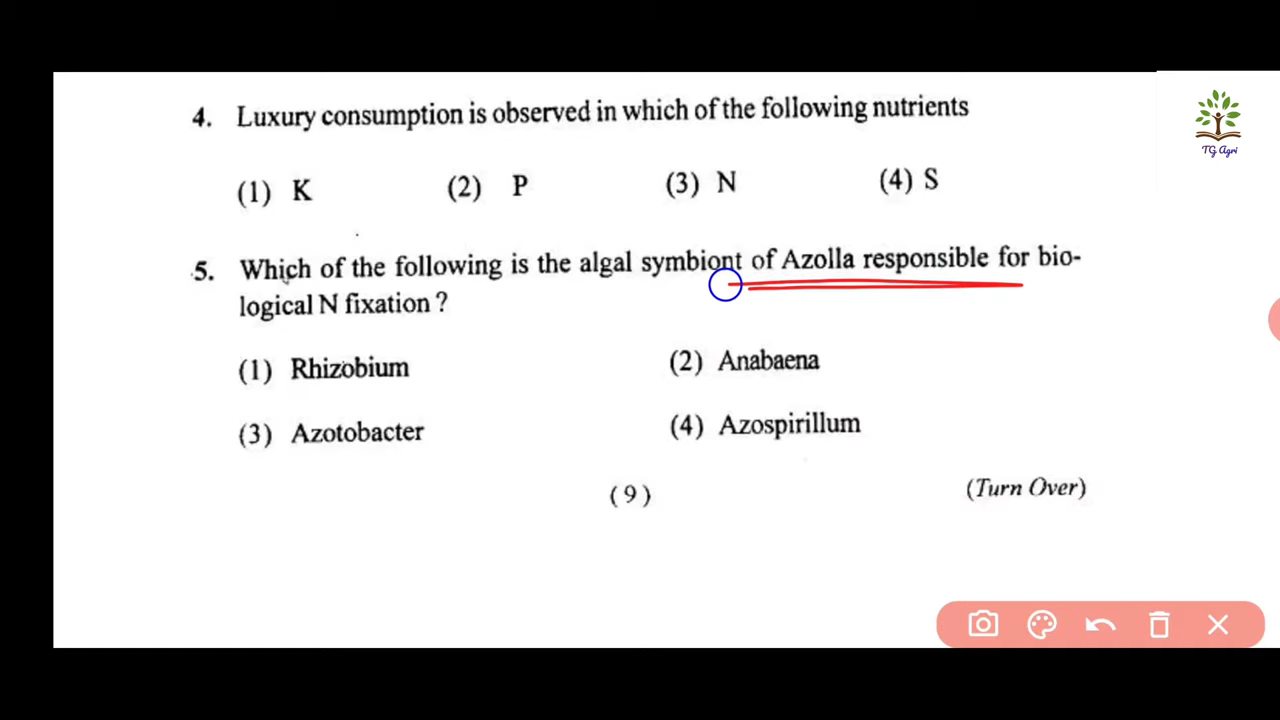 4. Luxury consumption is observed in which of the following nutrients
TG Agri
(1) K (2) P (3) N (4) S
5. Which of the following is the algal symbiont of Azolla responsible for bio-
logical N fixation ?
(1) Rhizobium (2) Anabaena
(3) Azotobacter (4) Azospirillum
(9) (Turn Over)